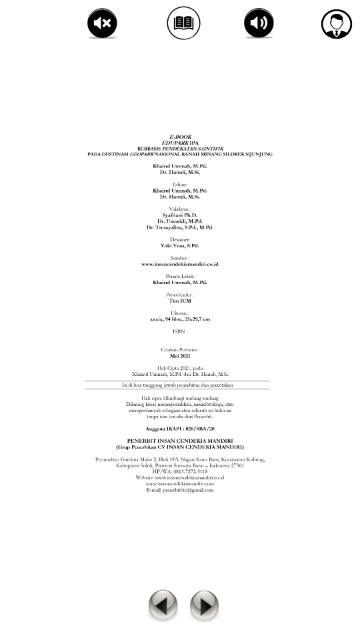 E-BOOK
EDUPARK IPA
BERBASIS PENDEKATAN SAINTIFIK
PADA DESTINASI GEOPARK NASIONAL RANAH MINANG SILOKEK SIJUNJUNG
Khairul Ummah, M.Pd.
Dr. Hamdi, M.Si.
Editor:
Khairul Ummah, M.Pd.
Dr. Hamdi, M.Si.
Validator :
Syafriani Ph.D.
Dr. Usmeldi, M.Pd.
Dr. Tressyalina, S.Pd., M.Pd.
Desainer:
S.Pd.
Sumber :
www.insancendekiamandiri.co.id
Penata Letak:
Khairul Ummah, M.Pd.
Proofreader :
Tim ICM
Ukuran :
94 hlm., 21x29,7 cm
ISBN :
Cetakan Pertama :
Mei 2021
Hak Cipta 2021, pada
Khairul Ummah, M.Pd. dan Dr. Hamdi, M.Si.
Isi di luar tanggung jawab penerbitan dan percetakan
Hak cipta dilindungi undang-undang
Dilarang keras menerjemahkan, memfotokopi, atau
memperbanyak sebagian atau seluruh isi buku ini
tanpa izin tertulis dari Penerbit.
Anggota IKAPI : 020/SBA/20
PENERBIT INSAN CENDEKIA MANDIRI
(Grup Penerbitan CV INSAN CENDEKIA MANDIRI)
Perumahan Gardena Maisa 2, Blok Nagari Koto Baru, Kecamatan Kubung,
Kabupaten Solok, Provinsi Sumatra Barat – Indonesia 27361
HP/WA: 0813-7272-5118
Website: www.insancendekiamandiri.co.id
www.insancendekiamandiri.com
E-mail: penerbitbic@gmail.com